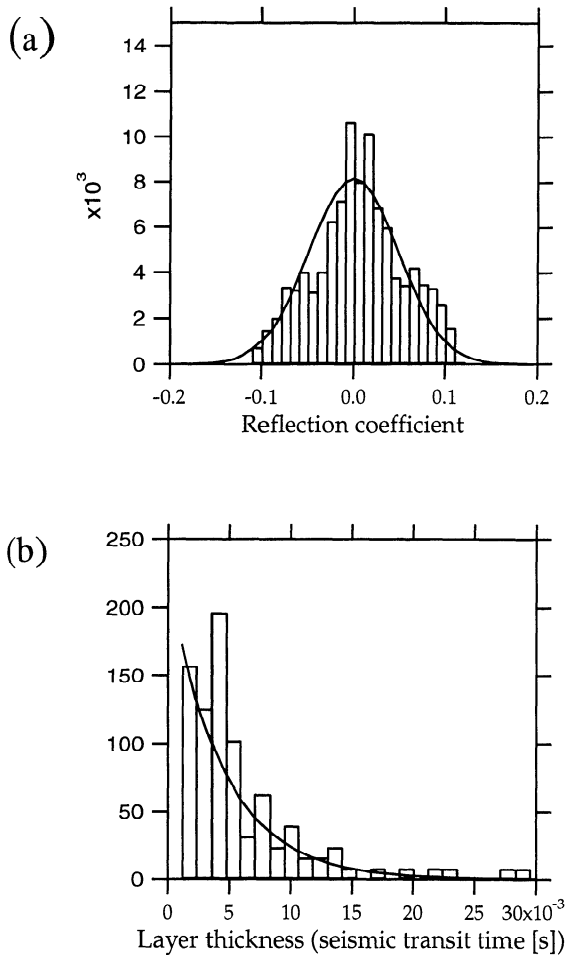 (a)
14
12
10
8
6
4
2
0
x10³
-0.2 -0.1 0.0 0.1 0.2
Reflection coefficient
(b)
250
200
150
100
50
0
0 5 10 15 20 25 30x10⁻³
Layer thickness (seismic transit time [s])